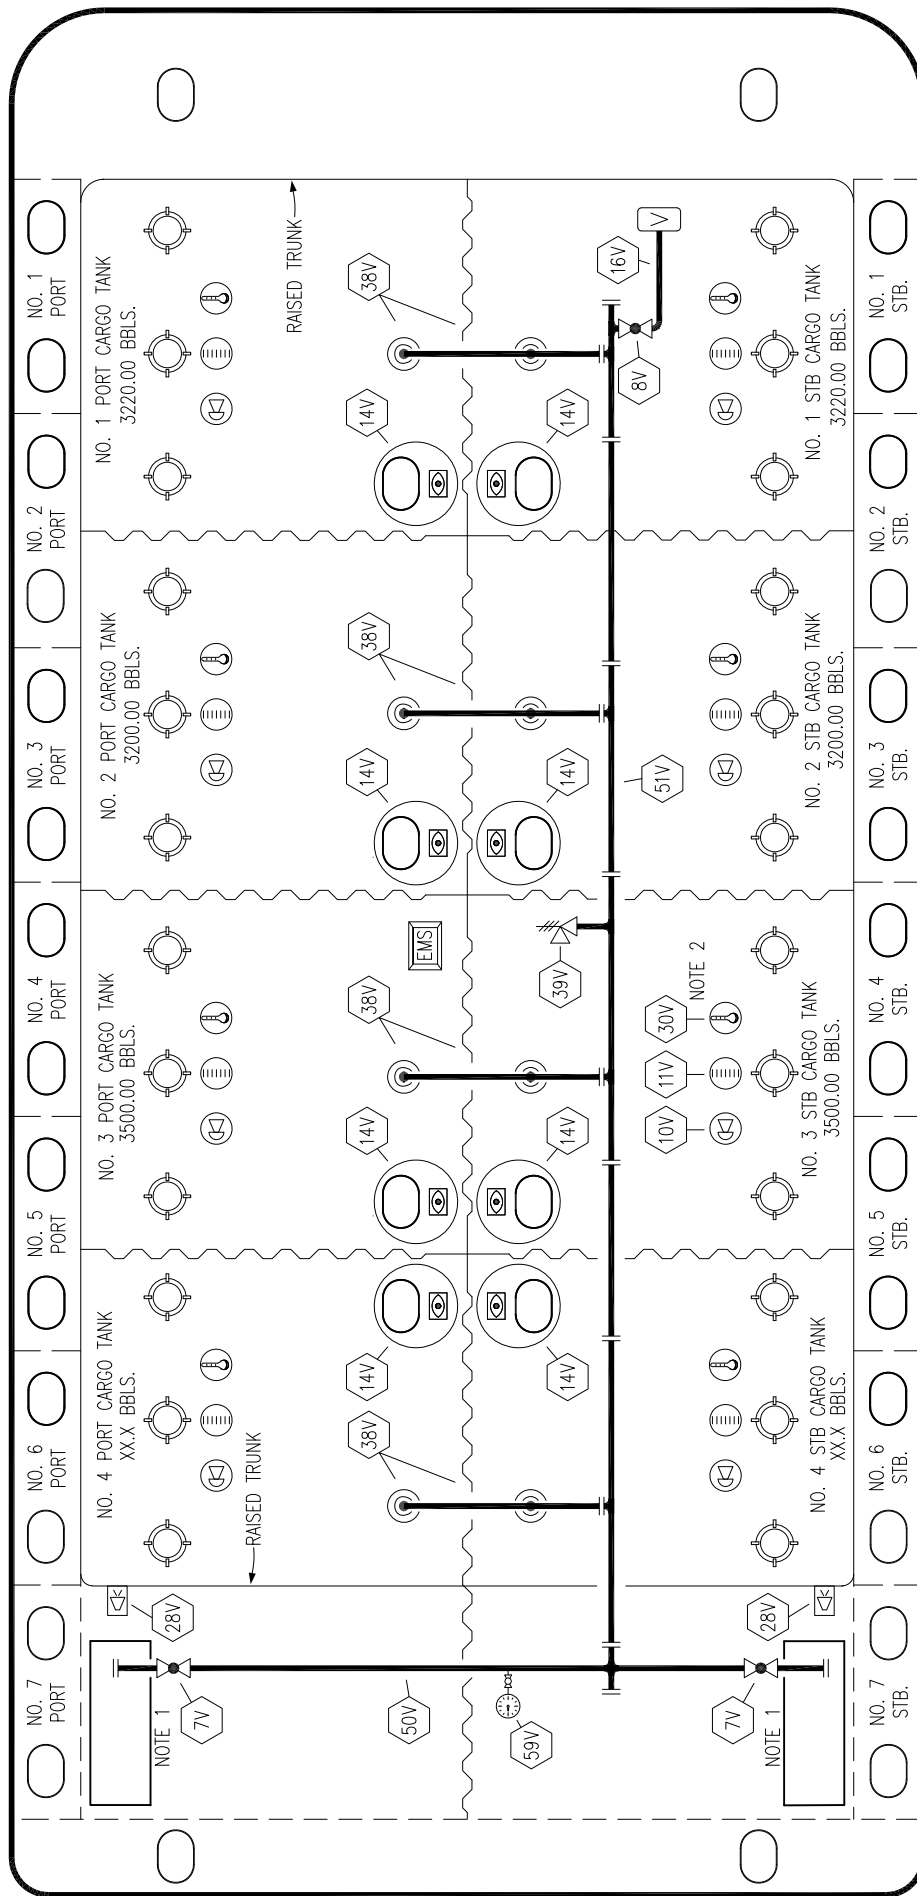 NO. 1
PORT
NO. 2
PORT
NO. 3
PORT
NO. 4
PORT
NO. 5
PORT
NO. 6
PORT
NO. 7
PORT
NO. 1 PORT CARGO TANK
3220.00 BBLS.
RAISED TRUNK
38V
14V
14V
16V
V
8V
NO. 1 STB CARGO TANK
3220.00 BBLS.
NO. 2 PORT CARGO TANK
3200.00 BBLS.
38V
14V
14V
51V
NO. 2 STB CARGO TANK
3200.00 BBLS.
NO. 3 PORT CARGO TANK
3500.00 BBLS.
EMS
38V
39V
14V
14V
NOTE 2
30V
11V
10V
NO. 3 STB CARGO TANK
3500.00 BBLS.
NO. 4 PORT CARGO TANK
XX.X BBLS.
14V
14V
38V
RAISED TRUNK
NO. 4 STB CARGO TANK
XX.X BBLS.
28V
28V
7V
NOTE 1
50V
59V
7V
NOTE 1
NO. 1
STB.
NO. 2
STB.
NO. 3
STB.
NO. 4
STB.
NO. 5
STB.
NO. 6
STB.
NO. 7
STB.